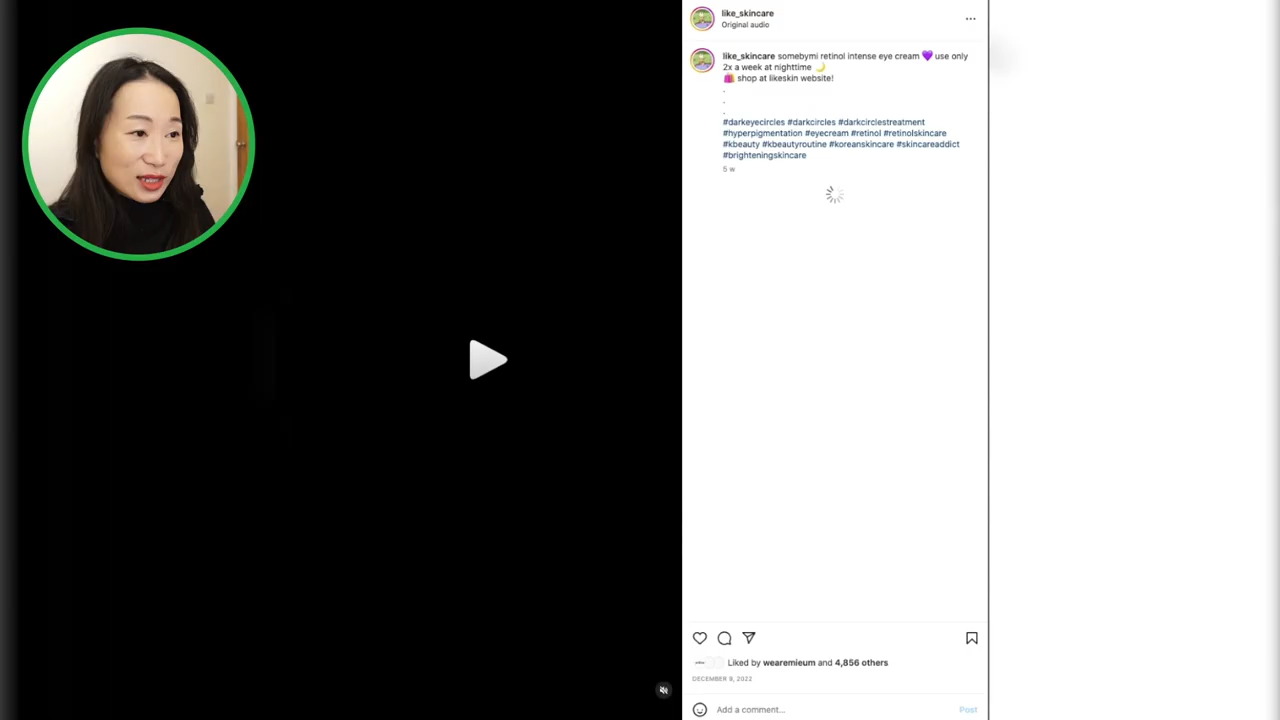 like_skincare
Original audio
like_skincare somebymi retinol intense eye cream 💜 use only
2x a week at nighttime 🌙
🛍️ shop at likeskin website!
.
.
.
#darkeyecircles #darkcircles #darkcirclestreatment
#hyperpigmentation #eyecream #retinol #retinolskincare
#kbeauty #kbeautyroutine #koreanskincare #skincareaddict
#brighteningskincare
5 w
Liked by wearemieum and 4,856 others
DECEMBER 9, 2022
Add a comment... Post